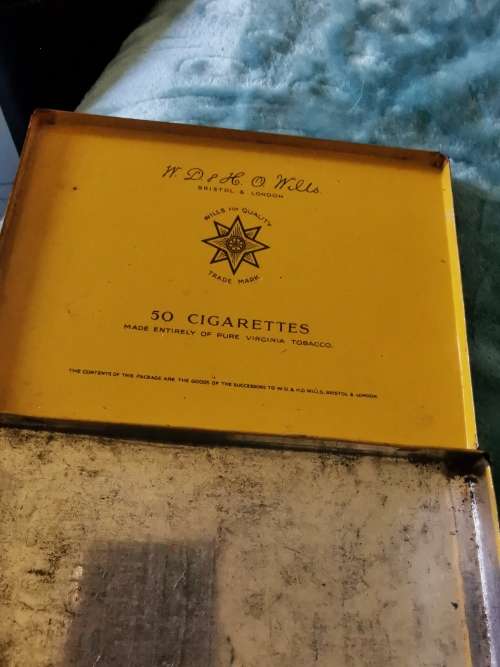 W. D. & H. O. Wills.
BRISTOL & LONDON
WILLS FOR QUALITY
TRADE MARK
50 CIGARETTES
MADE ENTIRELY OF PURE VIRGINIA TOBACCO.
THE CONTENTS OF THIS PACKAGE ARE THE GOODS OF THE SUCCESSORS TO W.D. & H.O. WILLS, BRISTOL & LONDON